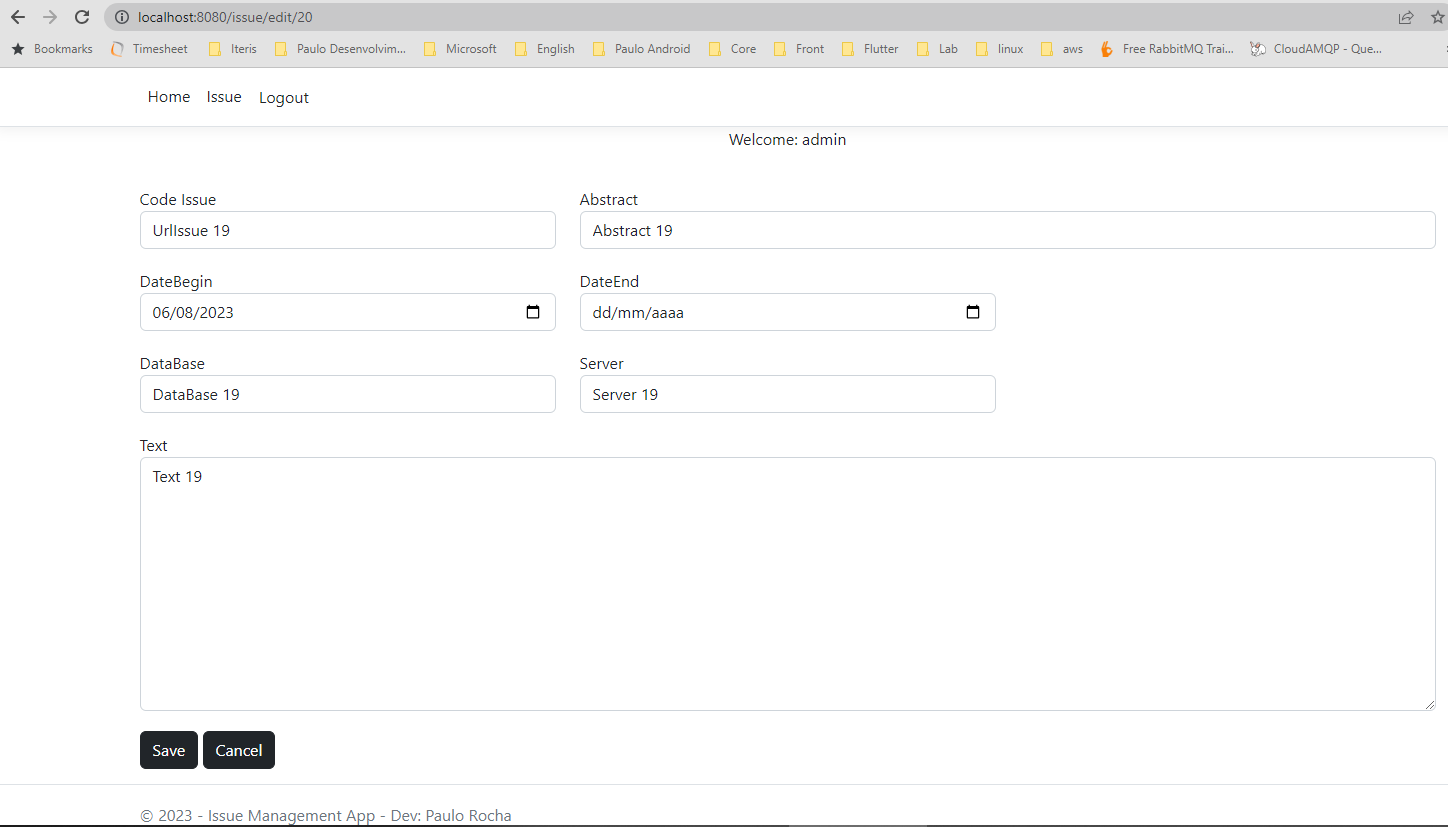 localhost:8080/issue/edit/20
Bookmarks Timesheet Iteris Paulo Desenvolvim... Microsoft English Paulo Android Core Front Flutter Lab linux aws Free RabbitMQ Trai... CloudAMQP - Que...
Home Issue Logout
Welcome: admin
Code Issue Abstract
UrlIssue 19 Abstract 19
DateBegin DateEnd
06/08/2023 dd/mm/aaaa
DataBase Server
DataBase 19 Server 19
Text
Text 19
Save Cancel
© 2023 - Issue Management App - Dev: Paulo Rocha